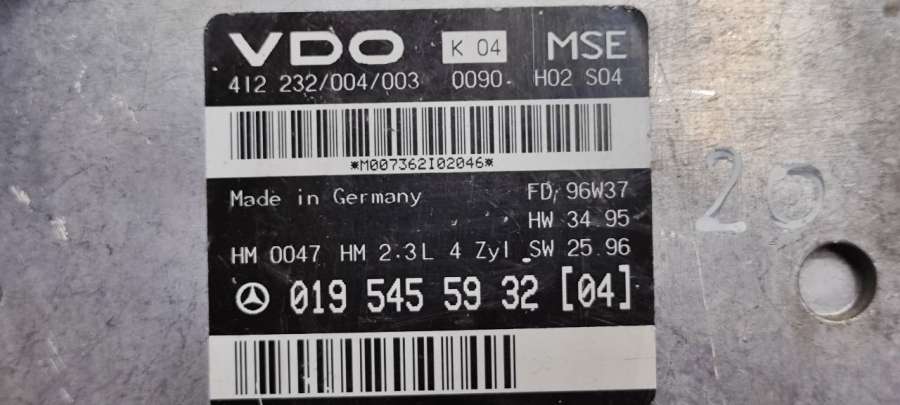 VDO K 04 MSE
412 232/004/003 0090 H02 S04
*M007362I02046*
Made in Germany FD 96W37
HW 34 95
HM 0047 HM 2.3L 4 Zyl. SW 25 96
019 545 59 32 [04]
20